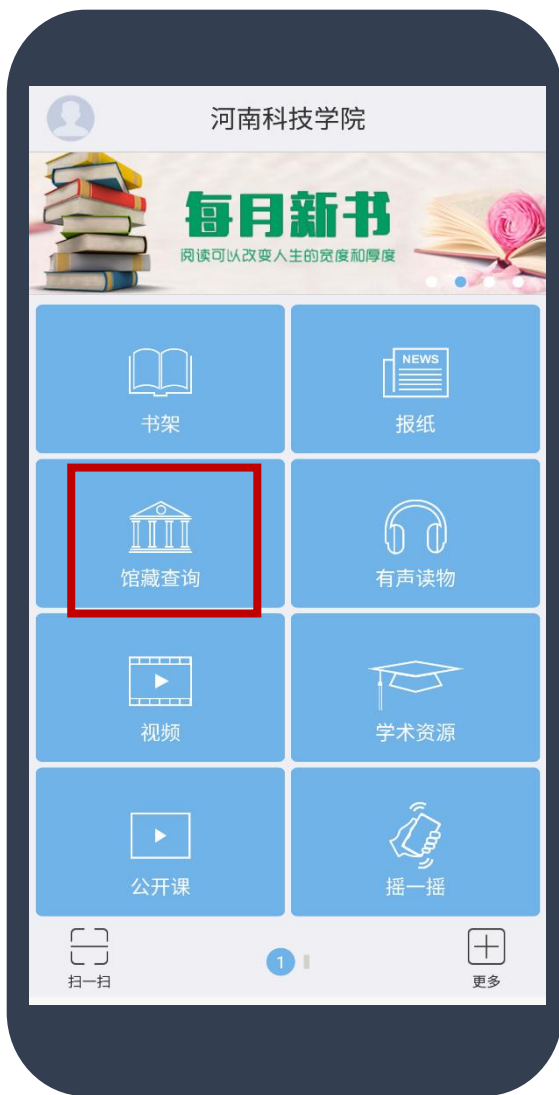 河南科技学院
每月新书
阅读可以改变人生的宽度和厚度
书架
NEWS
报纸
馆藏查询
有声读物
视频
学术资源
公开课
摇一摇
扫一扫
1
更多